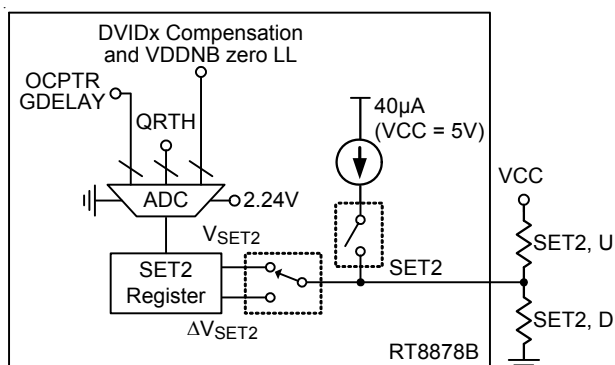 DVIDx Compensation
and VDDNB zero LL
OCPTR
GDELAY
QRTH
40µA
(VCC = 5V)
VCC
ADC
2.24V
VSET2
SET2
SET2, U
SET2
Register
ΔVSET2
SET2, D
RT8878B